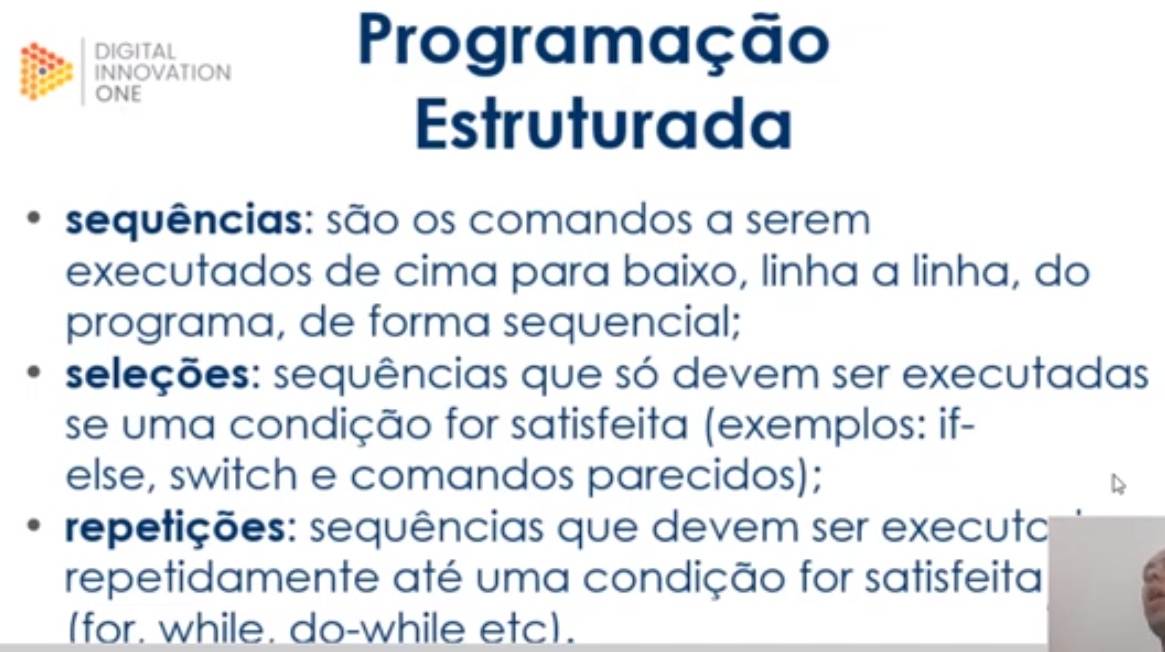 DIGITAL
INNOVATION
ONE
Programação
Estruturada
• sequências: são os comandos a serem
executados de cima para baixo, linha a linha, do
programa, de forma sequencial;
• seleções: sequências que só devem ser executadas
se uma condição for satisfeita (exemplos: if-
else, switch e comandos parecidos);
• repetições: sequências que devem ser
repetidamente até uma condição for satisfeita
(for, while, do-while etc).